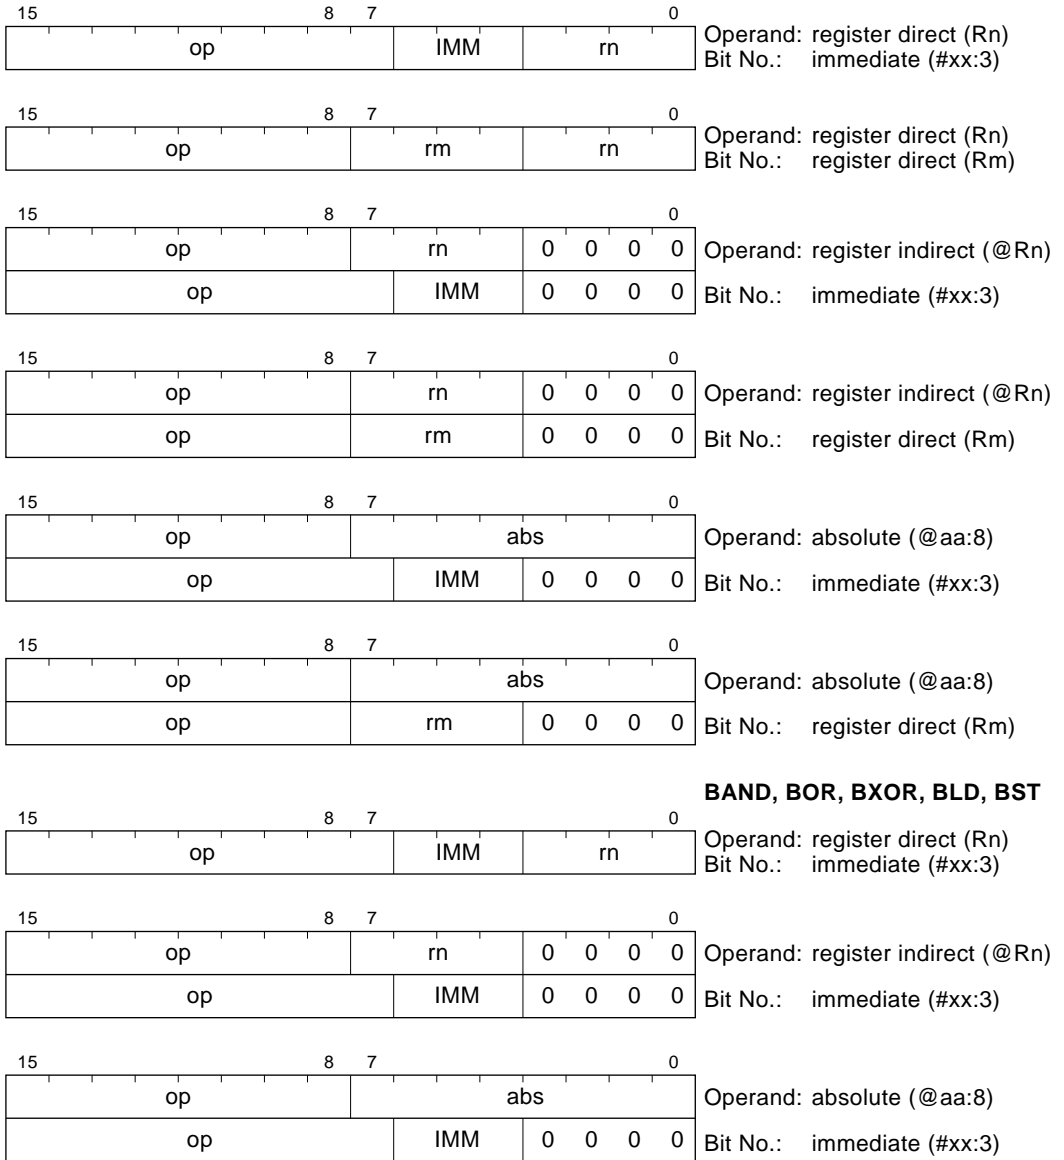 15 8 7 0
op IMM rn Operand: register direct (Rn)
Bit No.: immediate (#xx:3)
15 8 7 0
op rm rn Operand: register direct (Rn)
Bit No.: register direct (Rm)
15 8 7 0
op rn 0 0 0 0 Operand: register indirect (@Rn)
op IMM 0 0 0 0 Bit No.: immediate (#xx:3)
15 8 7 0
op rn 0 0 0 0 Operand: register indirect (@Rn)
op rm 0 0 0 0 Bit No.: register direct (Rm)
15 8 7 0
op abs Operand: absolute (@aa:8)
op IMM 0 0 0 0 Bit No.: immediate (#xx:3)
15 8 7 0
op abs Operand: absolute (@aa:8)
op rm 0 0 0 0 Bit No.: register direct (Rm)
BAND, BOR, BXOR, BLD, BST
15 8 7 0
op IMM rn Operand: register direct (Rn)
Bit No.: immediate (#xx:3)
15 8 7 0
op rn 0 0 0 0 Operand: register indirect (@Rn)
op IMM 0 0 0 0 Bit No.: immediate (#xx:3)
15 8 7 0
op abs Operand: absolute (@aa:8)
op IMM 0 0 0 0 Bit No.: immediate (#xx:3)